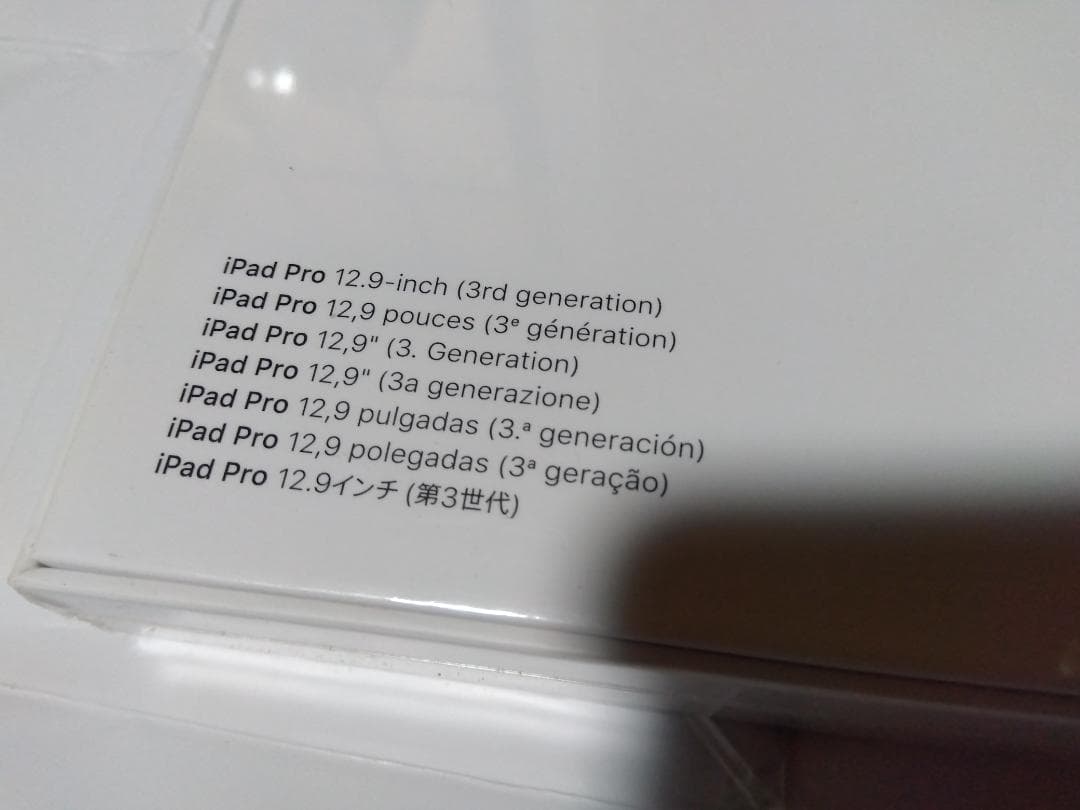 iPad Pro 12.9-inch (3rd generation)
iPad Pro 12,9 pouces (3ᵉ génération)
iPad Pro 12,9" (3. Generation)
iPad Pro 12,9" (3a generazione)
iPad Pro 12,9 pulgadas (3.ª generación)
iPad Pro 12,9 polegadas (3ª geração)
iPad Pro 12.9インチ (第3世代)